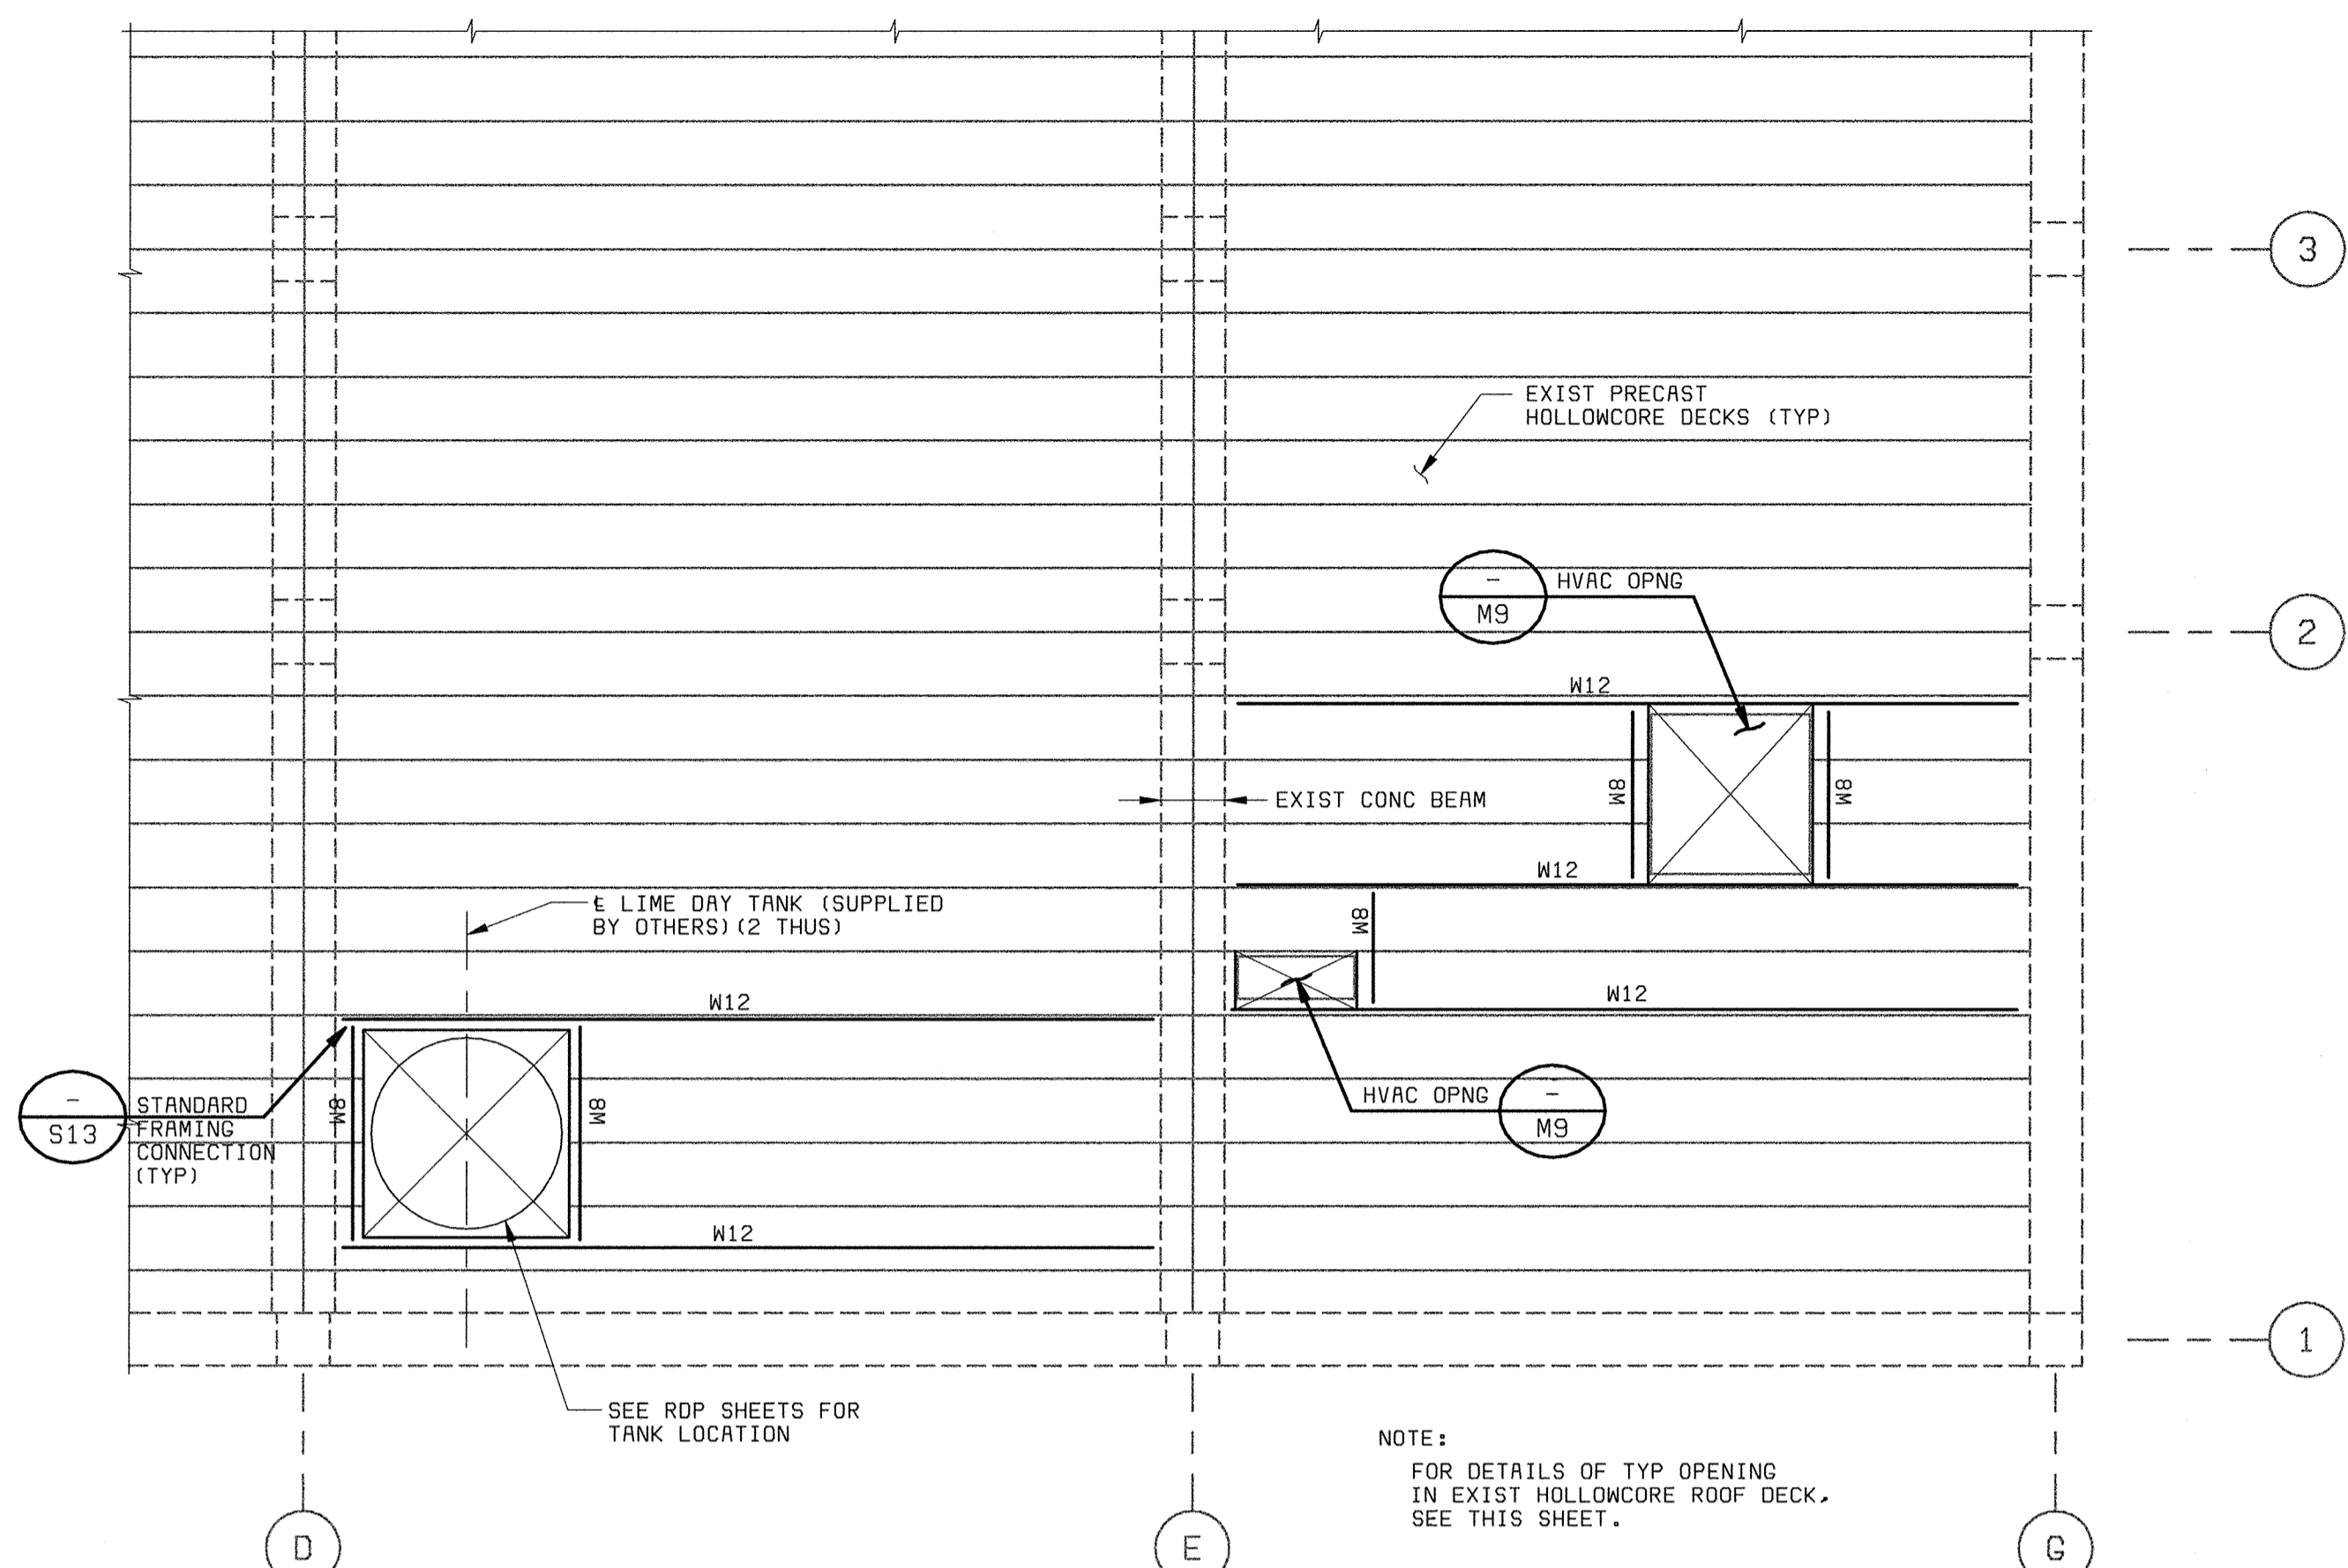 3
EXIST PRECAST
HOLLOWCORE DECKS (TYP)
-
M9
HVAC OPNG
2
W12
W8
W8
EXIST CONC BEAM
W12
℄ LIME DAY TANK (SUPPLIED
BY OTHERS)(2 THUS)
W8
W12
W12
-
S13
STANDARD
FRAMING
CONNECTION
(TYP)
W8
W8
HVAC OPNG
-
M9
W12
1
SEE RDP SHEETS FOR
TANK LOCATION
NOTE:
FOR DETAILS OF TYP OPENING
IN EXIST HOLLOWCORE ROOF DECK,
SEE THIS SHEET.
D
E
G